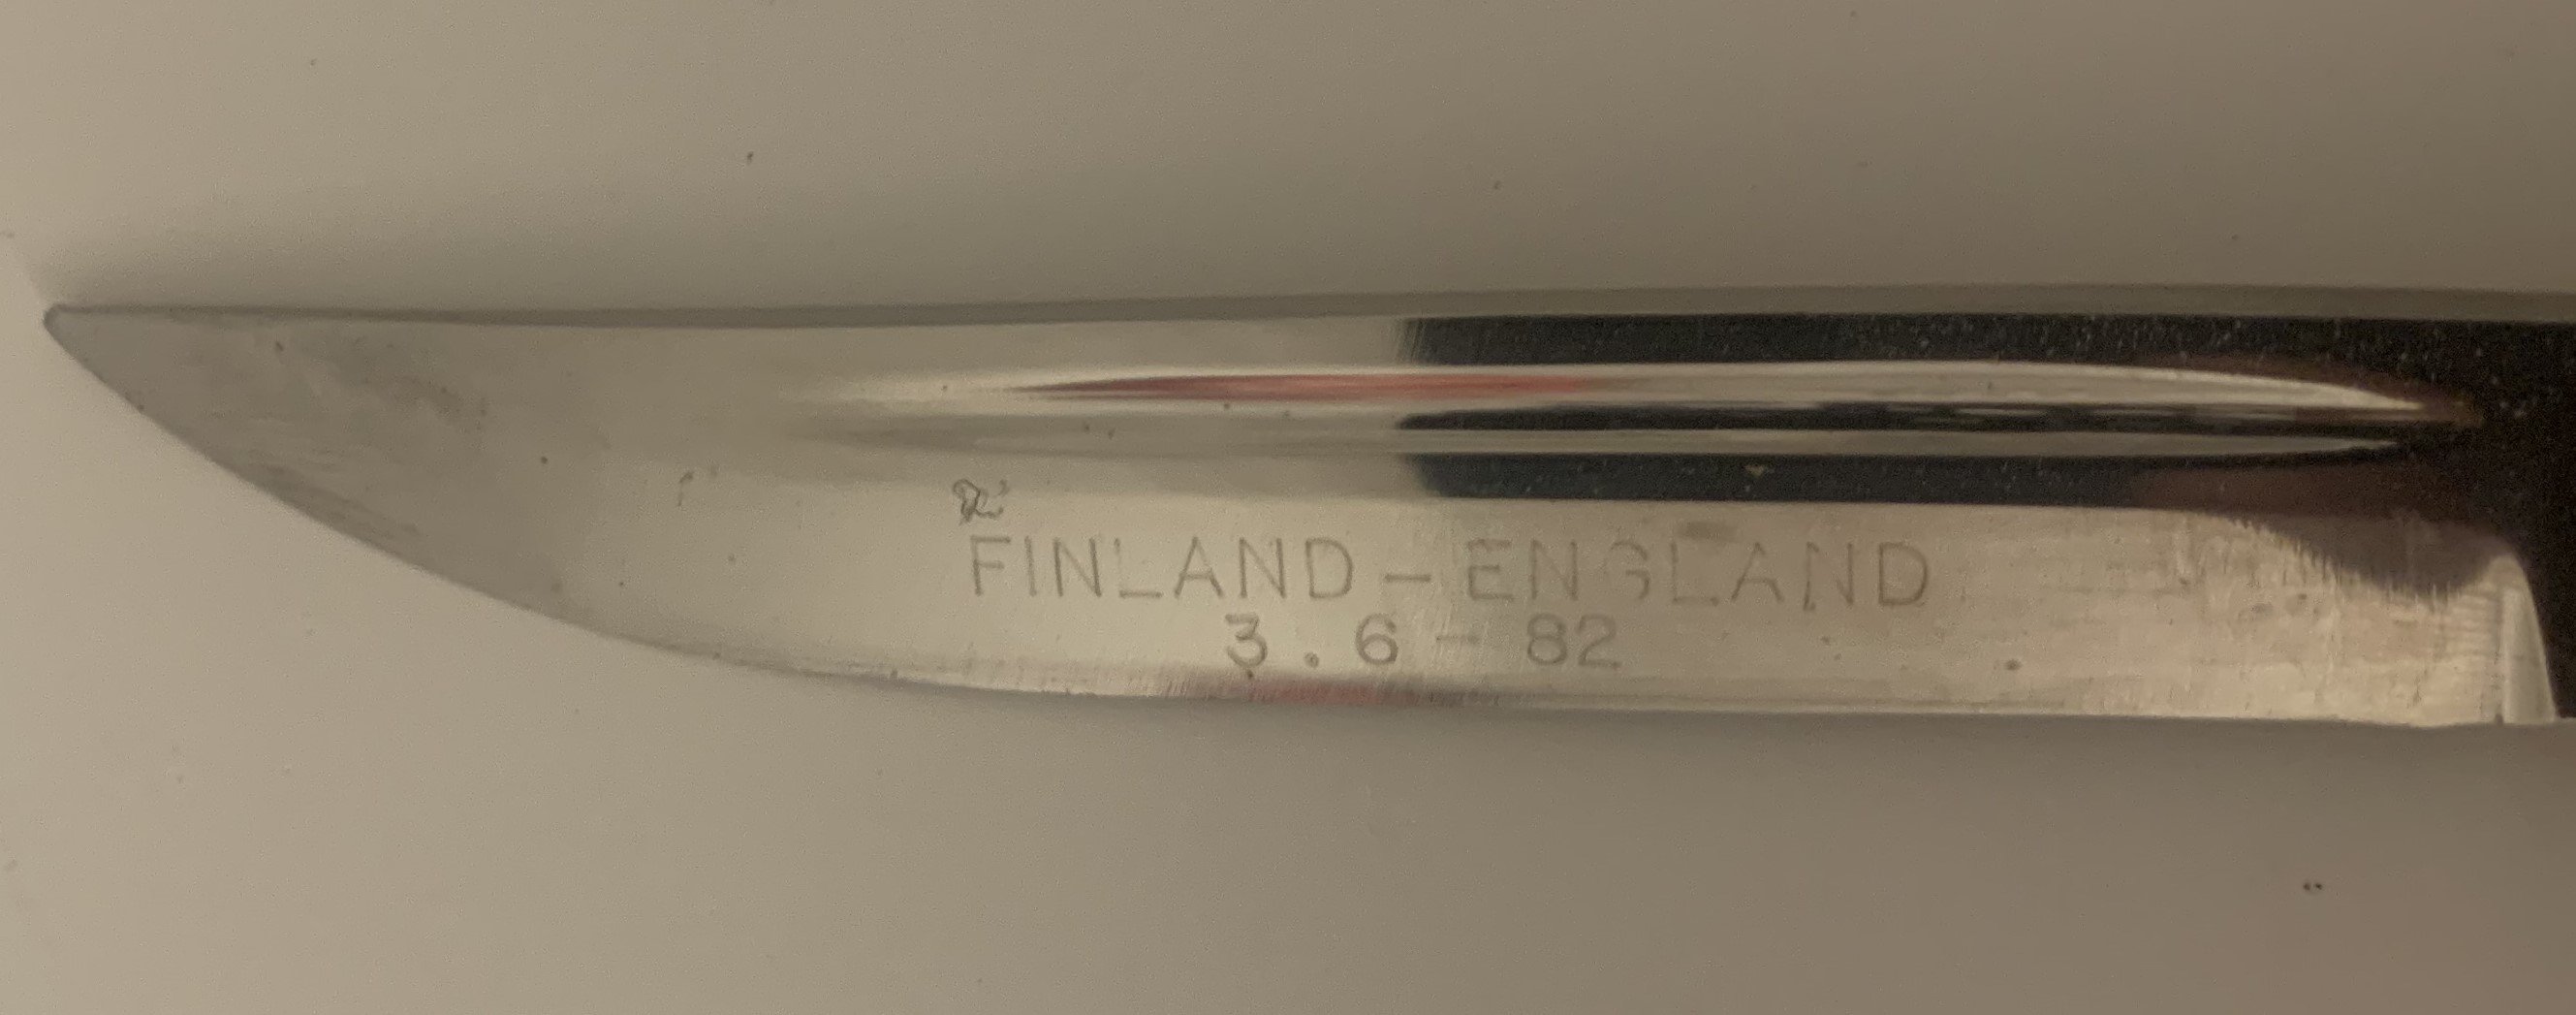 FINLAND - ENGLAND
3.6 - 82